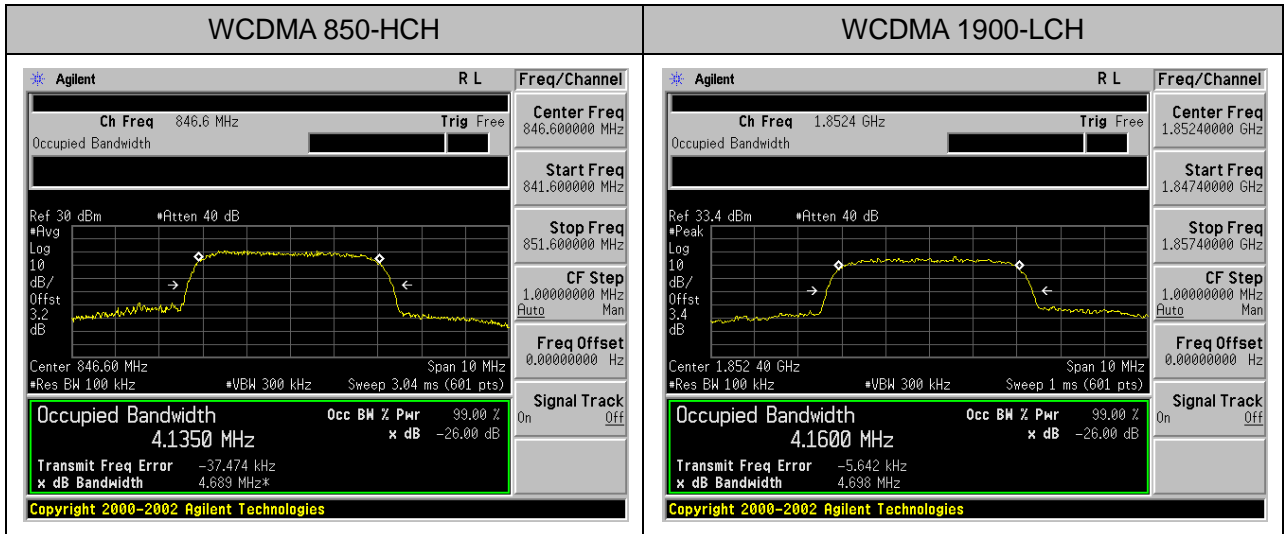 WCDMA 850-HCH
Agilent R L
Ch Freq 846.6 MHz Trig Free
Occupied Bandwidth
Ref 30 dBm #Atten 40 dB
#Avg
Log
10
dB/
Offst
3.2
dB
Center 846.60 MHz Span 10 MHz
#Res BW 100 kHz #VBW 300 kHz Sweep 3.04 ms (601 pts)
Occupied Bandwidth Occ BW % Pwr 99.00 %
4.1350 MHz x dB -26.00 dB
Transmit Freq Error -37.474 kHz
x dB Bandwidth 4.689 MHz*
Copyright 2000-2002 Agilent Technologies
Freq/Channel
Center Freq
846.600000 MHz
Start Freq
841.600000 MHz
Stop Freq
851.600000 MHz
CF Step
1.00000000 MHz
Auto Man
Freq Offset
0.00000000 Hz
Signal Track
On Off
WCDMA 1900-LCH
Agilent R L
Ch Freq 1.8524 GHz Trig Free
Occupied Bandwidth
Ref 33.4 dBm #Atten 40 dB
#Peak
Log
10
dB/
Offst
3.4
dB
Center 1.852 40 GHz Span 10 MHz
#Res BW 100 kHz #VBW 300 kHz Sweep 1 ms (601 pts)
Occupied Bandwidth Occ BW % Pwr 99.00 %
4.1600 MHz x dB -26.00 dB
Transmit Freq Error -5.642 kHz
x dB Bandwidth 4.698 MHz
Copyright 2000-2002 Agilent Technologies
Freq/Channel
Center Freq
1.85240000 GHz
Start Freq
1.84740000 GHz
Stop Freq
1.85740000 GHz
CF Step
1.00000000 MHz
Auto Man
Freq Offset
0.00000000 Hz
Signal Track
On Off